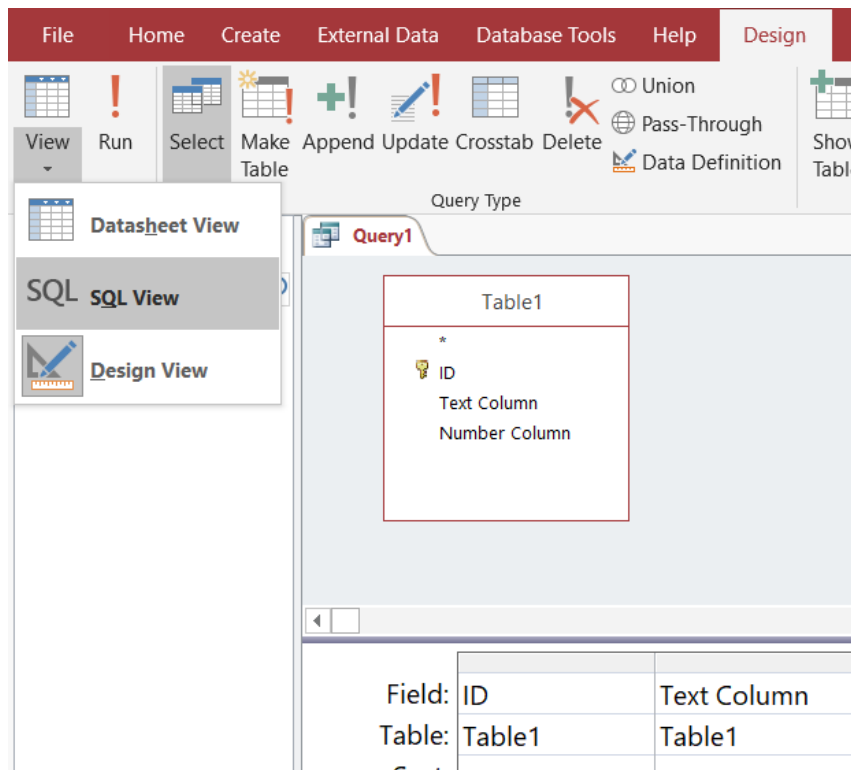 File Home Create External Data Database Tools Help Design
View Run Select Make Table Append Update Crosstab Delete
Union
Pass-Through
Data Definition
Query Type
Datasheet View
SQL SQL View
Design View
Query1
Table1
*
ID
Text Column
Number Column
Field: ID Text Column
Table: Table1 Table1